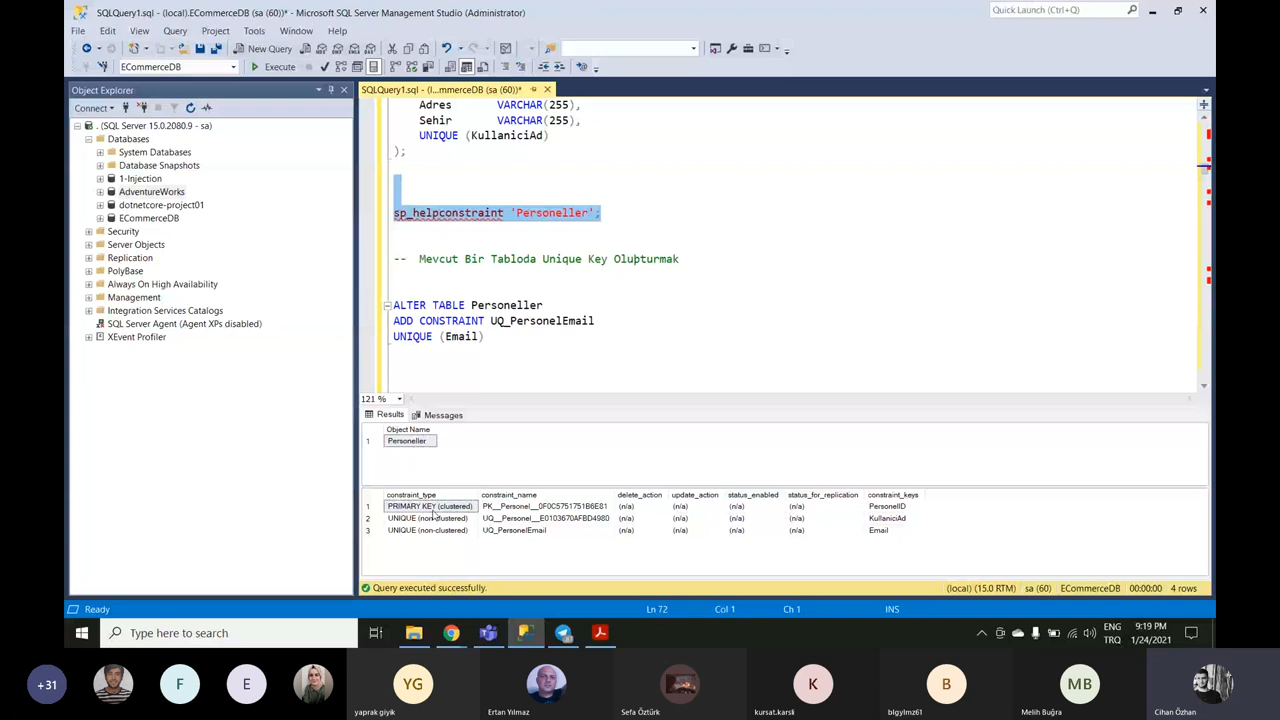 SQLQuery1.sql - (local).ECommerceDB (sa (60))* - Microsoft SQL Server Management Studio (Administrator)
Quick Launch (Ctrl+Q)
File Edit View Query Project Tools Window Help
New Query
ECommerceDB
Execute
Object Explorer
SQLQuery1.sql - (l...mmerceDB (sa (60))*
Connect
. (SQL Server 15.0.2080.9 - sa)
Databases
System Databases
Database Snapshots
1-Injection
AdventureWorks
dotnetcore-project01
ECommerceDB
Security
Server Objects
Replication
PolyBase
Always On High Availability
Management
Integration Services Catalogs
SQL Server Agent (Agent XPs disabled)
XEvent Profiler
Adres VARCHAR(255),
Sehir VARCHAR(255),
UNIQUE (KullaniciAd)
);
sp_helpconstraint 'Personeller';
-- Mevcut Bir Tabloda Unique Key Oluþturmak
ALTER TABLE Personeller
ADD CONSTRAINT UQ_PersonelEmail
UNIQUE (Email)
121 %
Results Messages
Object Name
1 Personeller
constraint_type constraint_name delete_action update_action status_enabled status_for_replication constraint_keys
1 PRIMARY KEY (clustered) PK__Personel__0F0C5751751B6E81 (n/a) (n/a) (n/a) (n/a) PersonelID
2 UNIQUE (non-clustered) UQ__Personel__E0103670AFBD4980 (n/a) (n/a) (n/a) (n/a) KullaniciAd
3 UNIQUE (non-clustered) UQ_PersonelEmail (n/a) (n/a) (n/a) (n/a) Email
Query executed successfully.
(local) (15.0 RTM) sa (60) ECommerceDB 00:00:00 4 rows
Ready
Ln 72 Col 1 Ch 1 INS
Type here to search
ENG
TRQ
9:19 PM
1/24/2021
+31
F
E
YG
K
B
MB
yaprak giyik
Ertan Yılmaz
Sefa Öztürk
kursat.karsli
blgylmz61
Melih Buğra
Cihan Özhan